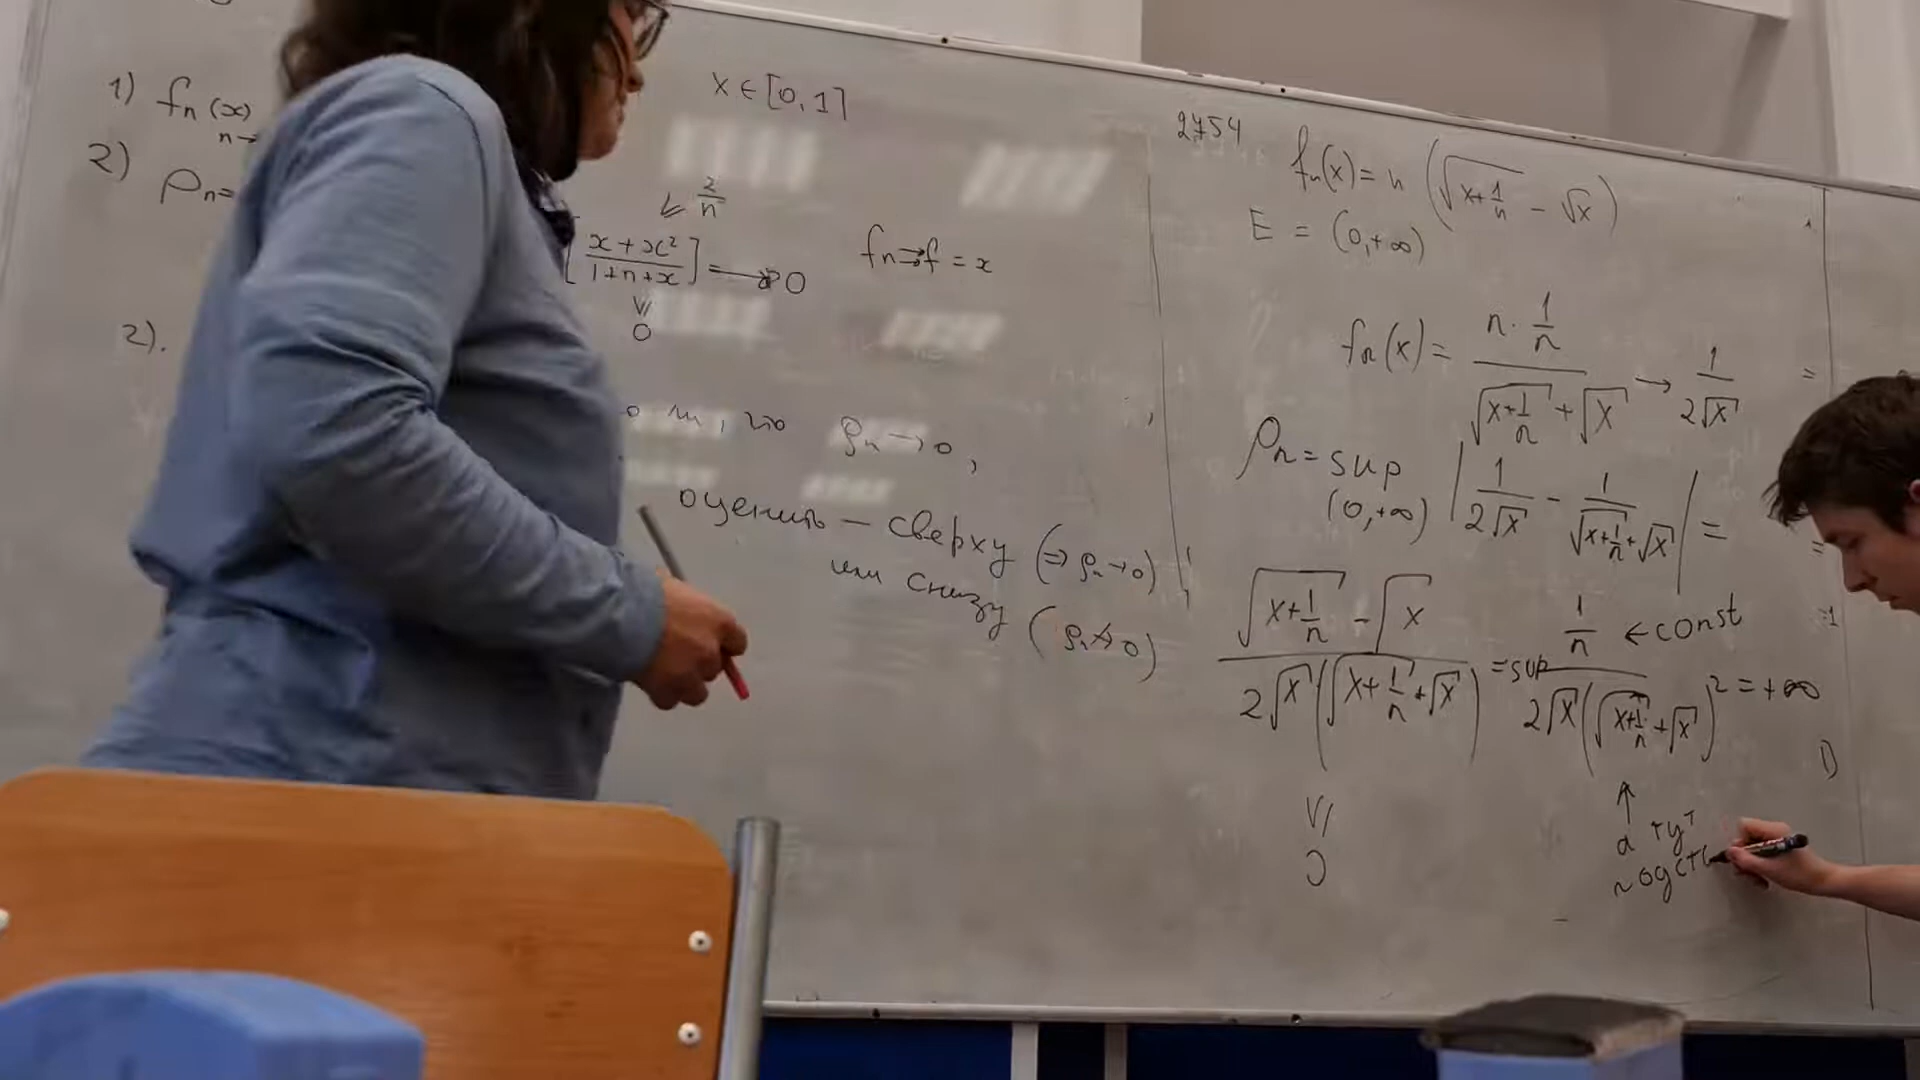 1) fn (x)
n→
2) ρn=
x ∈ [0, 1]
2/n
[(x + x²)/(1+n+x)] = → 0
V/
0
fn ⇉ f = x
2).
ρn → 0,
оценить — сверху (⇒ ρn → 0)
или снизу (ρn ↛ 0)
2754
fn(x) = n (√(x+1/n) − √x)
E = (0, +∞)
fn(x) = (n · 1/n)/(√(x+1/n) + √x) → 1/(2√x)
ρn = sup (0, +∞) | 1/(2√x) − 1/(√(x+1/n) + √x) | =
(√(x+1/n) − √x)/(2√x (√(x+1/n) + √x)) = sup (1/n)/(2√x (√(x+1/n) + √x)²) = +∞
← const
V/
0
↑
а тут